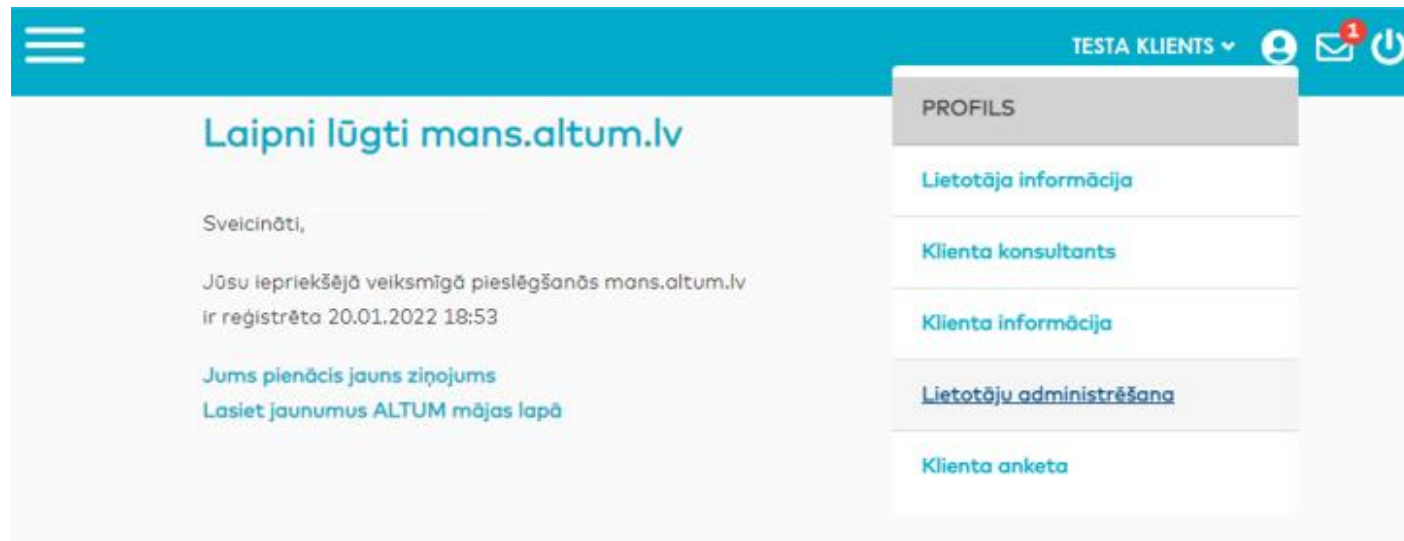 TESTA KLIENTS
1
Laipni lūgti mans.altum.lv
Sveicināti,
Jūsu iepriekšējā veiksmīgā pieslēgšanās mans.altum.lv
ir reģistrēta 20.01.2022 18:53
Jums pienācis jauns ziņojums
Lasiet jaunumus ALTUM mājas lapā
PROFILS
Lietotāja informācija
Klienta konsultants
Klienta informācija
Lietotāju administrēšana
Klienta anketa